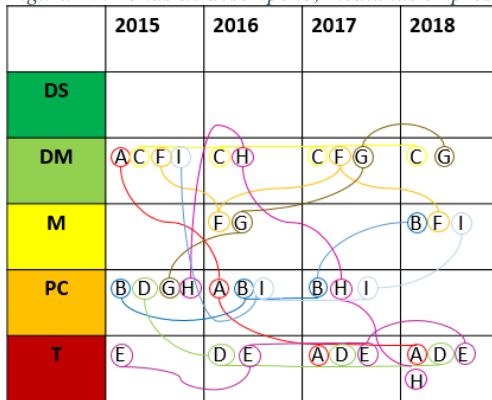 2015 2016 2017 2018
DS
DM A C F I C H C F G C G
M F G B F I
PC B D G H A B I B H I
T E D E A D E A D E
H